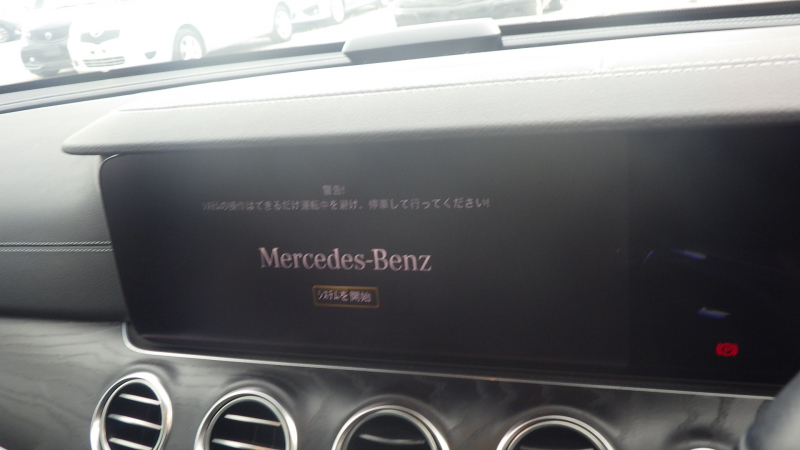 警告!
システムの操作はできるだけ運転中を避け、停車して行ってください!
Mercedes-Benz
システムを開始